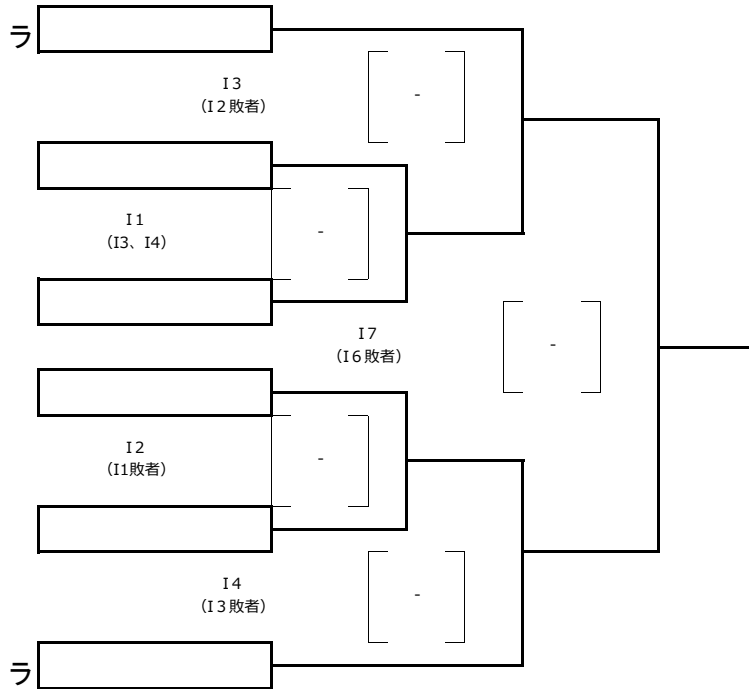 ラ
I3
（I2敗者）
-
I1
（I3、I4）
-
I7
（I6敗者）
-
I2
（I1敗者）
-
I4
（I3敗者）
-
ラ